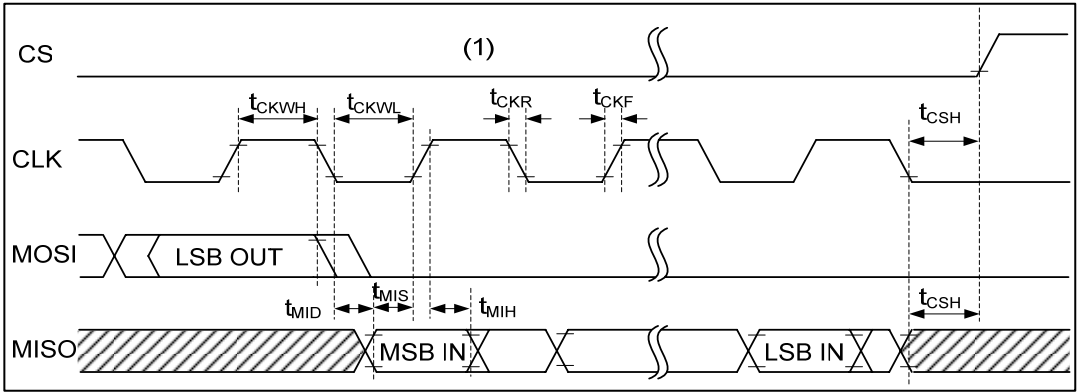 CS
(1)
tCKWH
tCKWL
tCKR
tCKF
tCSH
CLK
MOSI
LSB OUT
tMID
tMIS
tMIH
tCSH
MISO
MSB IN
LSB IN